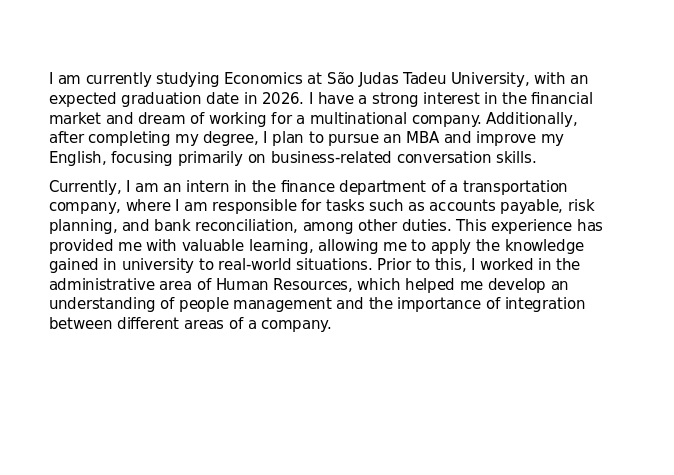 I am currently studying Economics at São Judas Tadeu University, with an
expected graduation date in 2026. I have a strong interest in the financial
market and dream of working for a multinational company. Additionally,
after completing my degree, I plan to pursue an MBA and improve my
English, focusing primarily on business-related conversation skills.
Currently, I am an intern in the finance department of a transportation
company, where I am responsible for tasks such as accounts payable, risk
planning, and bank reconciliation, among other duties. This experience has
provided me with valuable learning, allowing me to apply the knowledge
gained in university to real-world situations. Prior to this, I worked in the
administrative area of Human Resources, which helped me develop an
understanding of people management and the importance of integration
between different areas of a company.